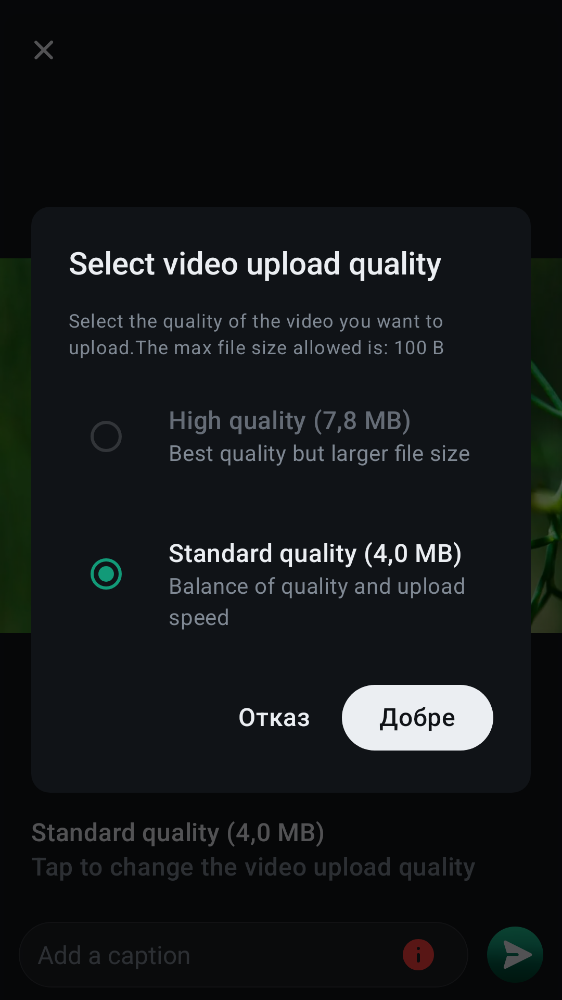 Select video upload quality
Select the quality of the video you want to
upload.The max file size allowed is: 100 B
High quality (7,8 MB)
Best quality but larger file size
Standard quality (4,0 MB)
Balance of quality and upload
speed
Отказ
Добре
Standard quality (4,0 MB)
Tap to change the video upload quality
Add a caption